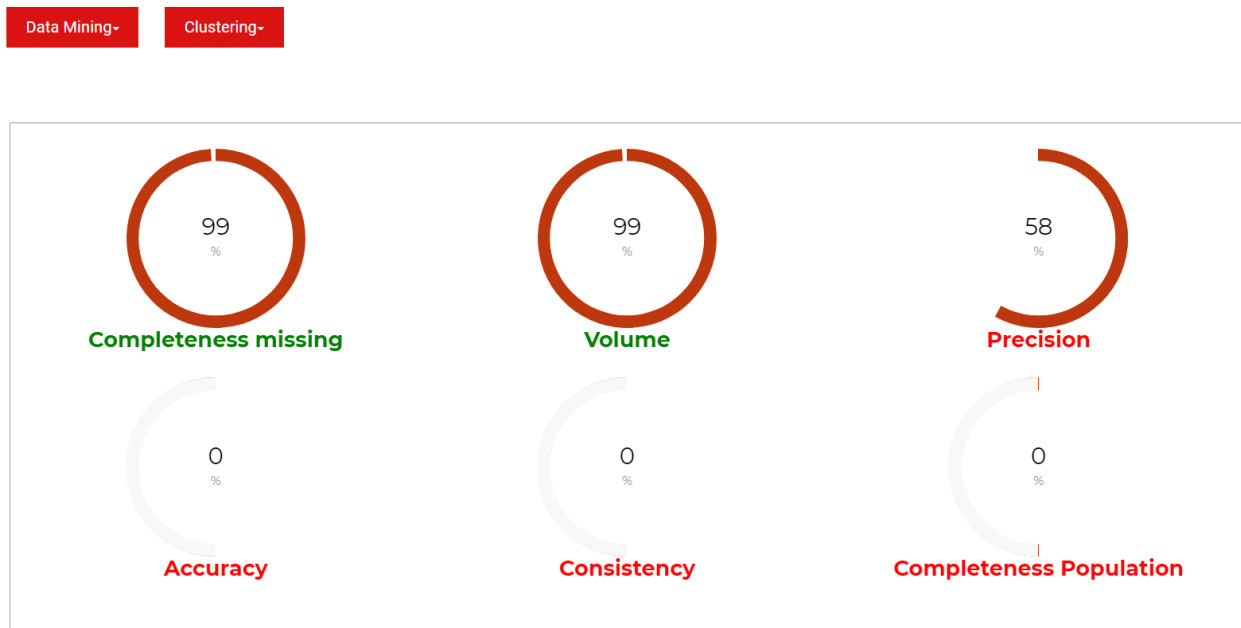 Data Mining
Clustering
99
%
Completeness missing
99
%
Volume
58
%
Precision
0
%
Accuracy
0
%
Consistency
0
%
Completeness Population